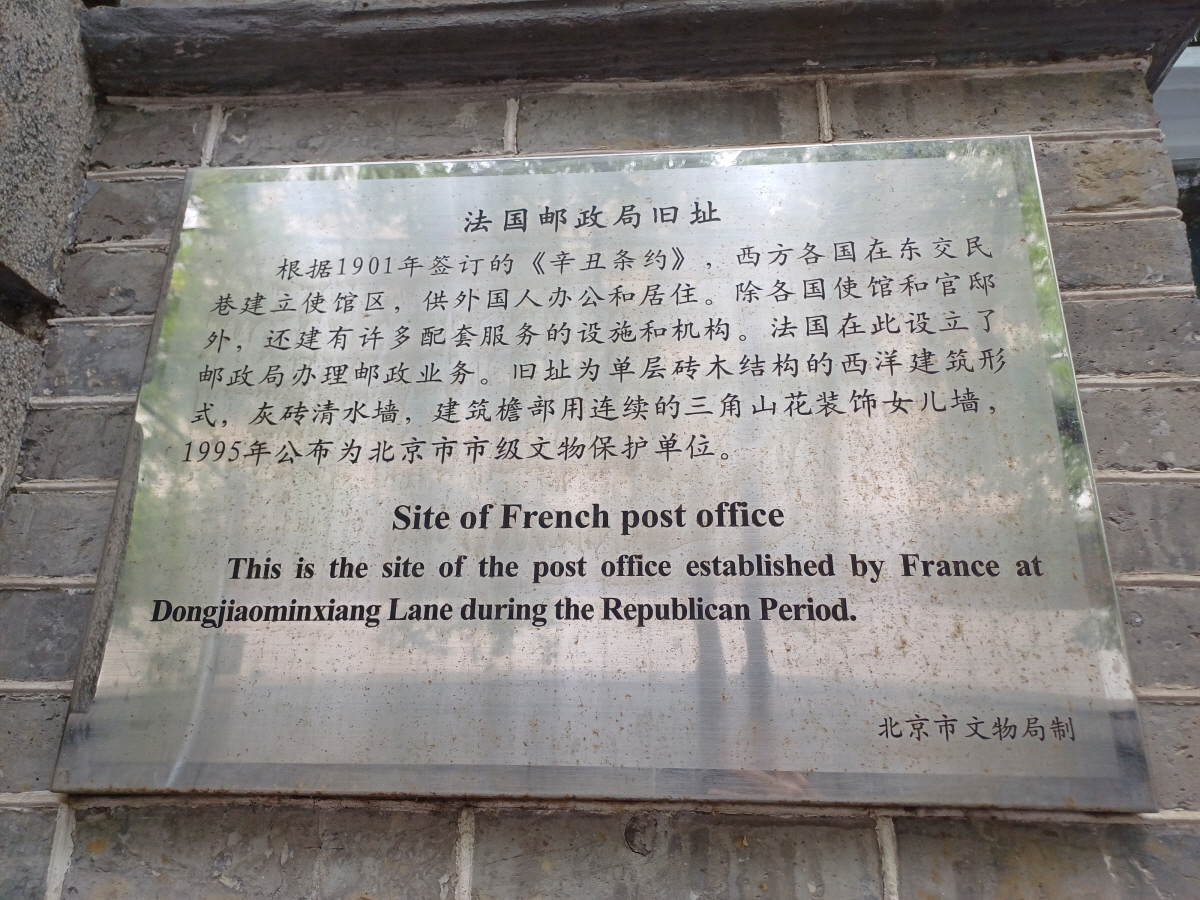 法国邮政局旧址
根据1901年签订的《辛丑条约》，西方各国在东交民
巷建立使馆区，供外国人办公和居住。除各国使馆和官邸
外，还建有许多配套服务的设施和机构。法国在此设立了
邮政局办理邮政业务。旧址为单层砖木结构的西洋建筑形
式，灰砖清水墙，建筑檐部用连续的三角山花装饰女儿墙，
1995年公布为北京市市级文物保护单位。
Site of French post office
This is the site of the post office established by France at
Dongjiaominxiang Lane during the Republican Period.
北京市文物局制